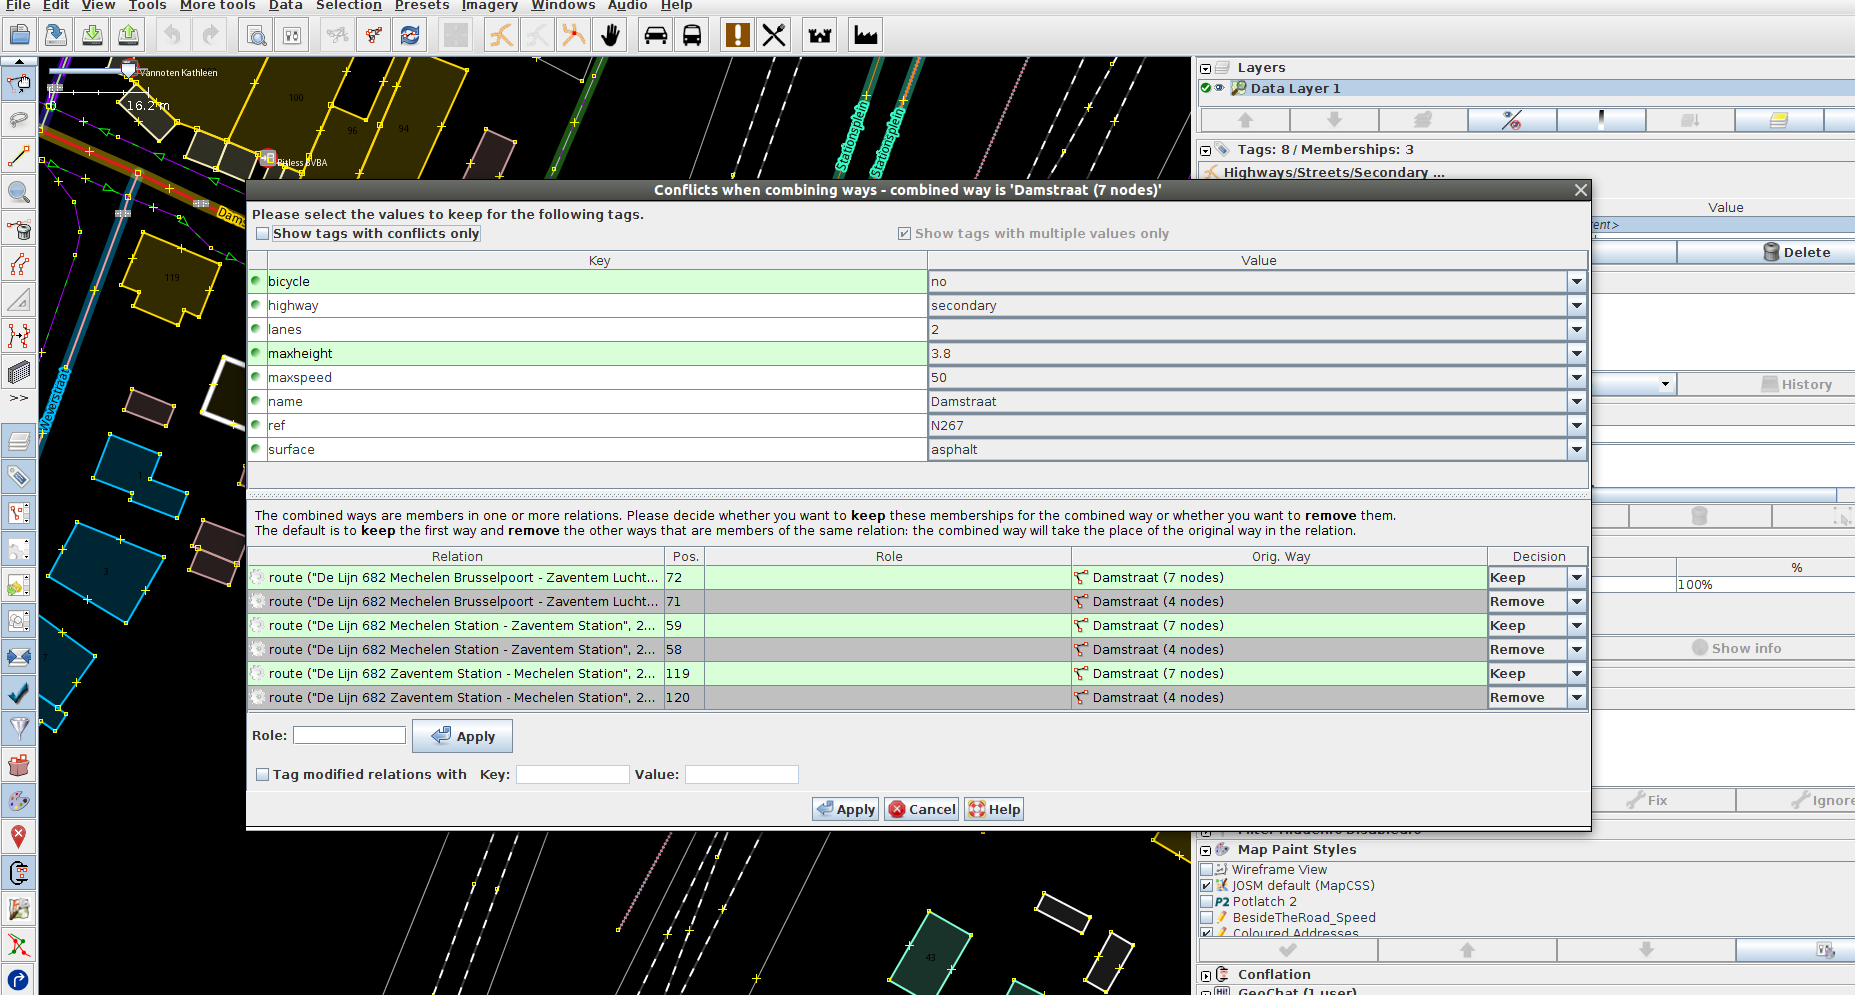 File Edit View Tools More tools Data Selection Presets Imagery Windows Audio Help
Vannoten Kathleen
0 16.2 m
100
96
94
Bitless BVBA
Stationsplein
Stationsplein
Dams
119
Weverstraat
1
3
7
43
>>
Layers
Data Layer 1
Tags: 8 / Memberships: 3
Highways/Streets/Secondary ...
Value
ent>
Delete
History
%
100%
Show info
Fix
Ignore
Conflicts when combining ways - combined way is 'Damstraat (7 nodes)'
Please select the values to keep for the following tags.
Show tags with conflicts only Show tags with multiple values only
Key Value
bicycle no
highway secondary
lanes 2
maxheight 3.8
maxspeed 50
name Damstraat
ref N267
surface asphalt
The combined ways are members in one or more relations. Please decide whether you want to keep these memberships for the combined way or whether you want to remove them.
The default is to keep the first way and remove the other ways that are members of the same relation: the combined way will take the place of the original way in the relation.
Relation Pos. Role Orig. Way Decision
route ("De Lijn 682 Mechelen Brusselpoort - Zaventem Lucht... 72 Damstraat (7 nodes) Keep
route ("De Lijn 682 Mechelen Brusselpoort - Zaventem Lucht... 71 Damstraat (4 nodes) Remove
route ("De Lijn 682 Mechelen Station - Zaventem Station", 2... 59 Damstraat (7 nodes) Keep
route ("De Lijn 682 Mechelen Station - Zaventem Station", 2... 58 Damstraat (4 nodes) Remove
route ("De Lijn 682 Zaventem Station - Mechelen Station", 2... 119 Damstraat (7 nodes) Keep
route ("De Lijn 682 Zaventem Station - Mechelen Station", 2... 120 Damstraat (4 nodes) Remove
Role: Apply
Tag modified relations with Key: Value:
Apply Cancel Help
Map Paint Styles
Wireframe View
JOSM default (MapCSS)
P2 Potlatch 2
BesideTheRoad_Speed
Coloured Addresses
Conflation
Hi! GeoChat (1 user)